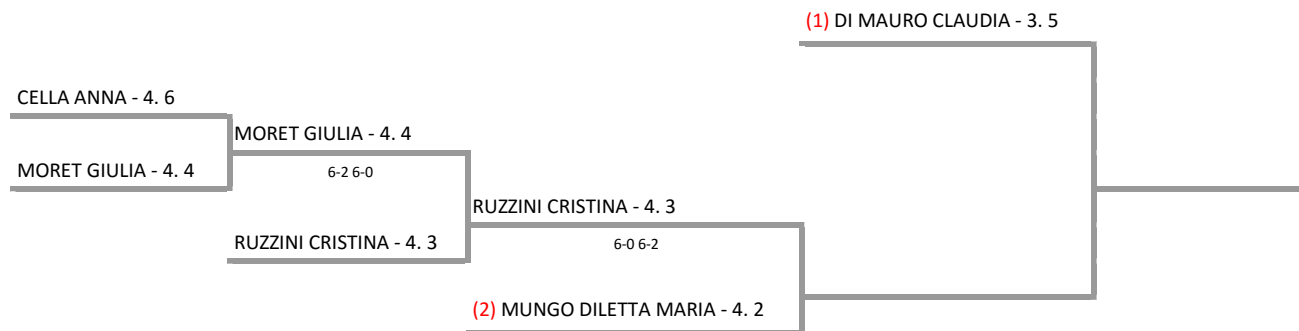 (1) DI MAURO CLAUDIA - 3. 5
CELLA ANNA - 4. 6
MORET GIULIA - 4. 4
MORET GIULIA - 4. 4
6-2 6-0
RUZZINI CRISTINA - 4. 3
RUZZINI CRISTINA - 4. 3
6-0 6-2
(2) MUNGO DILETTA MARIA - 4. 2